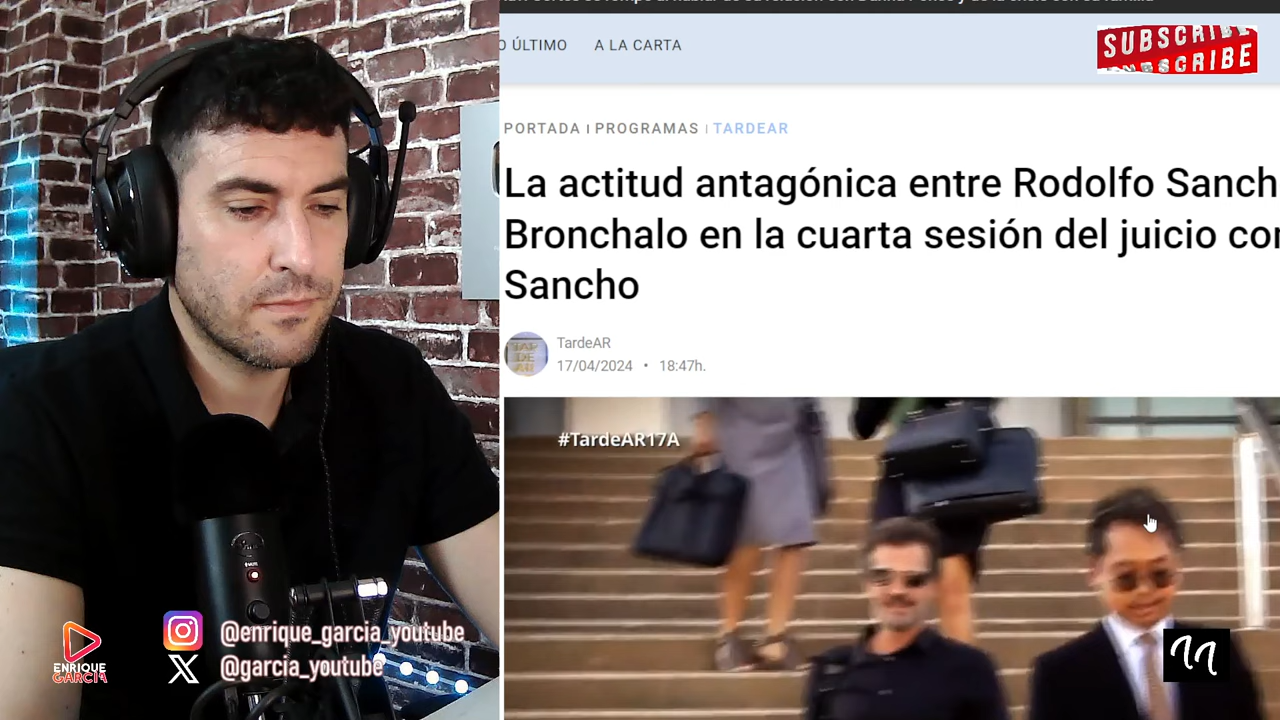 O ÚLTIMO
A LA CARTA
SUBSCRIBE
PORTADA | PROGRAMAS | TARDEAR
La actitud antagónica entre Rodolfo Sanch
Bronchalo en la cuarta sesión del juicio con
Sancho
TardeAR
17/04/2024 • 18:47h.
#TardeAR17A
@enrique_garcia_youtube
@garcia_youtube
ENRIQUE
GARCIA